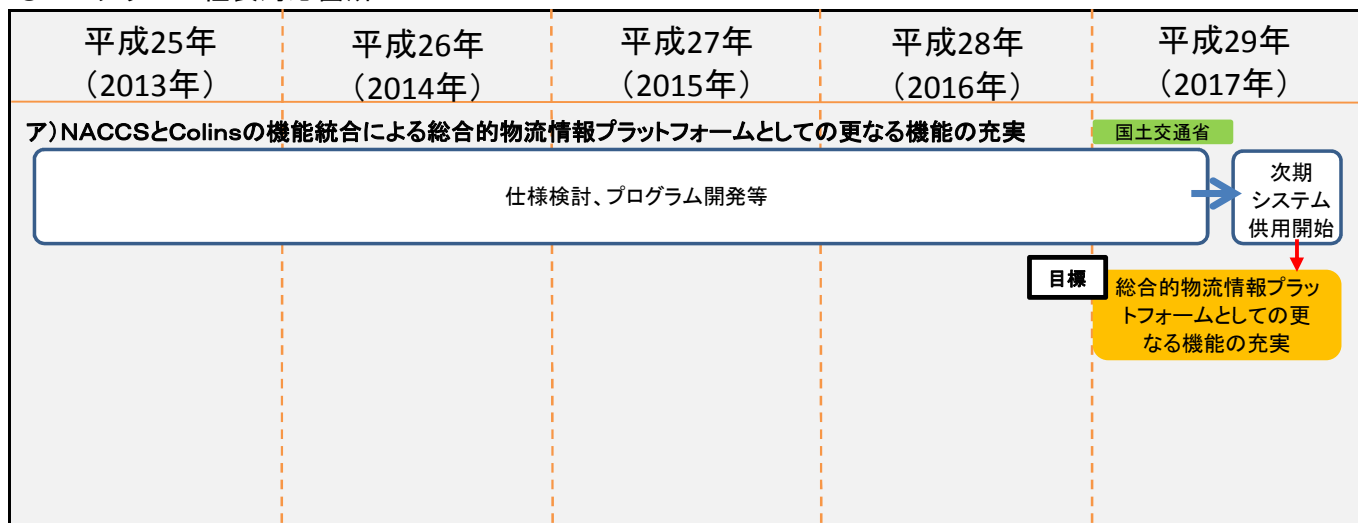 平成25年
（2013年）
平成26年
（2014年）
平成27年
（2015年）
平成28年
（2016年）
平成29年
（2017年）
ア）NACCSとColinsの機能統合による総合的物流情報プラットフォームとしての更なる機能の充実
国土交通省
仕様検討、プログラム開発等
次期
システム
供用開始
目標
総合的物流情報プラッ
トフォームとしての更
なる機能の充実